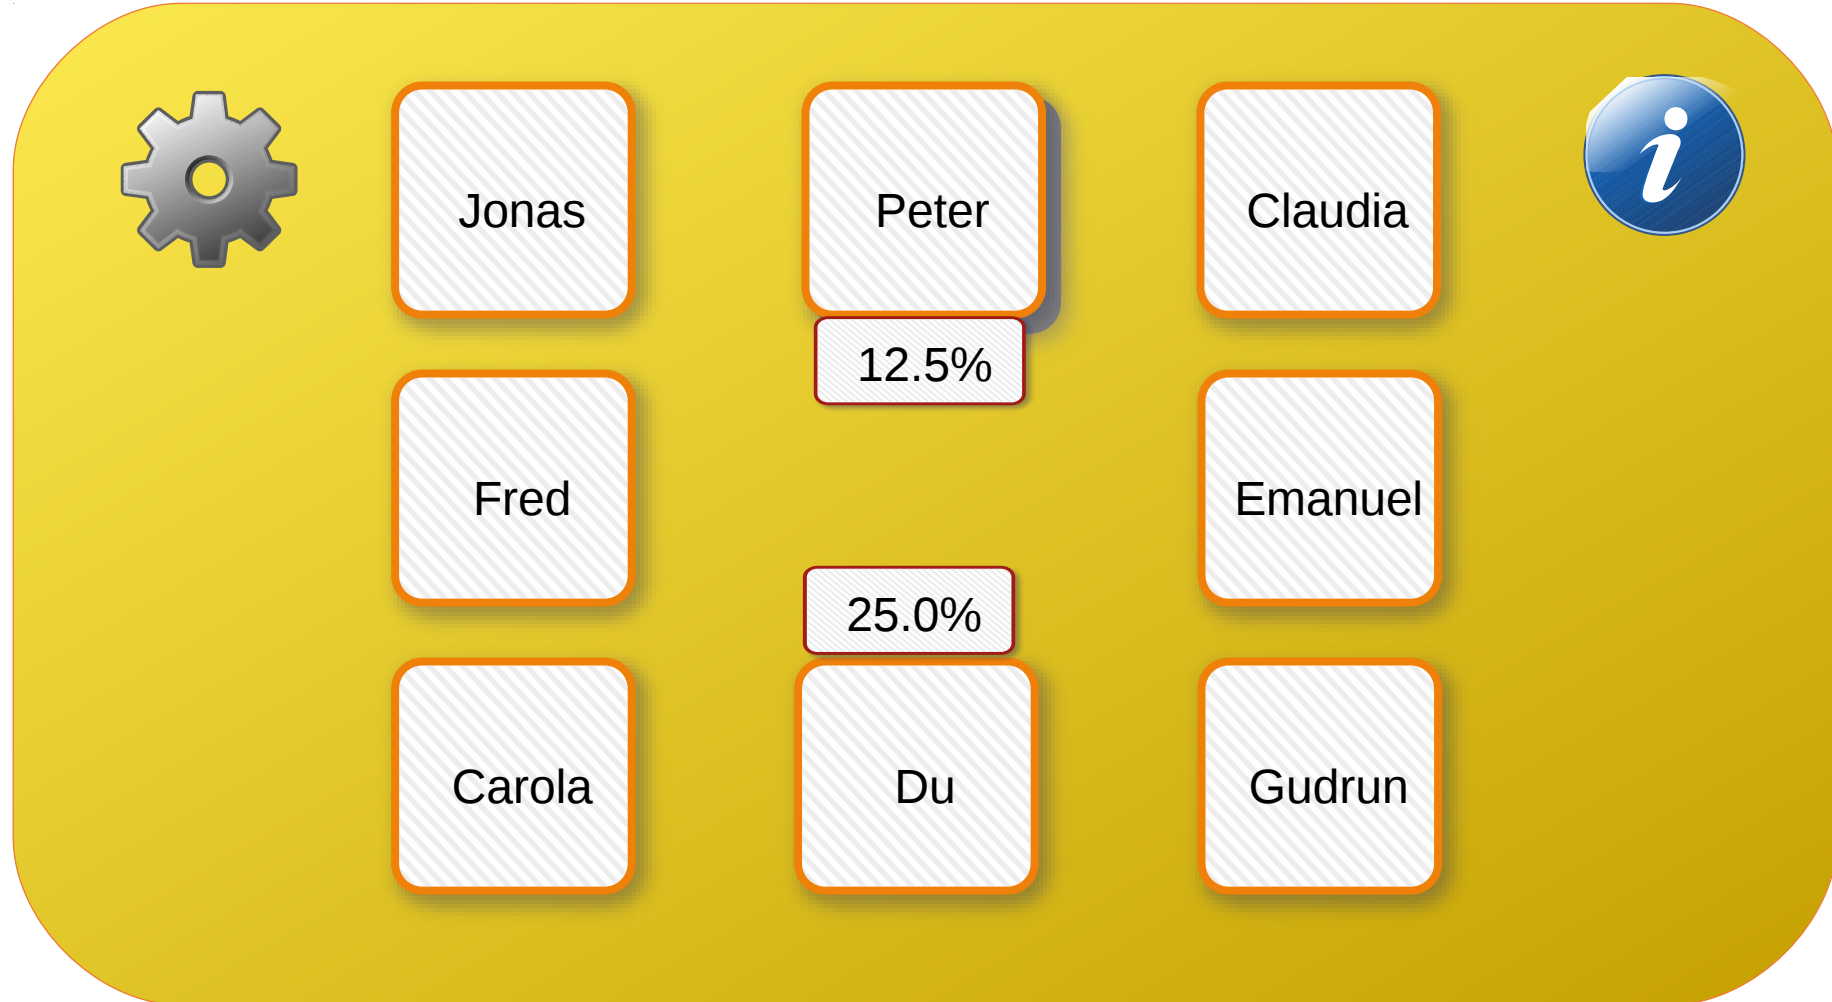 Jonas
Peter
Claudia
12.5%
Fred
Emanuel
25.0%
Carola
Du
Gudrun